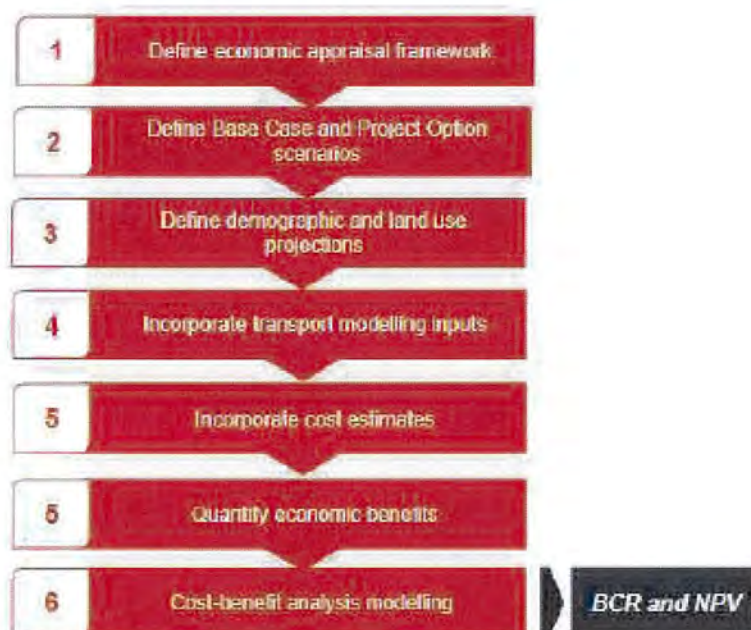 1
Define economic appraisal framework
2
Define Base Case and Project Option
scenarios
3
Define demographic and land use
projections
4
Incorporate transport modelling inputs
5
Incorporate cost estimates
5
Quantify economic benefits
6
Cost-benefit analysis modelling
BCR and NPV